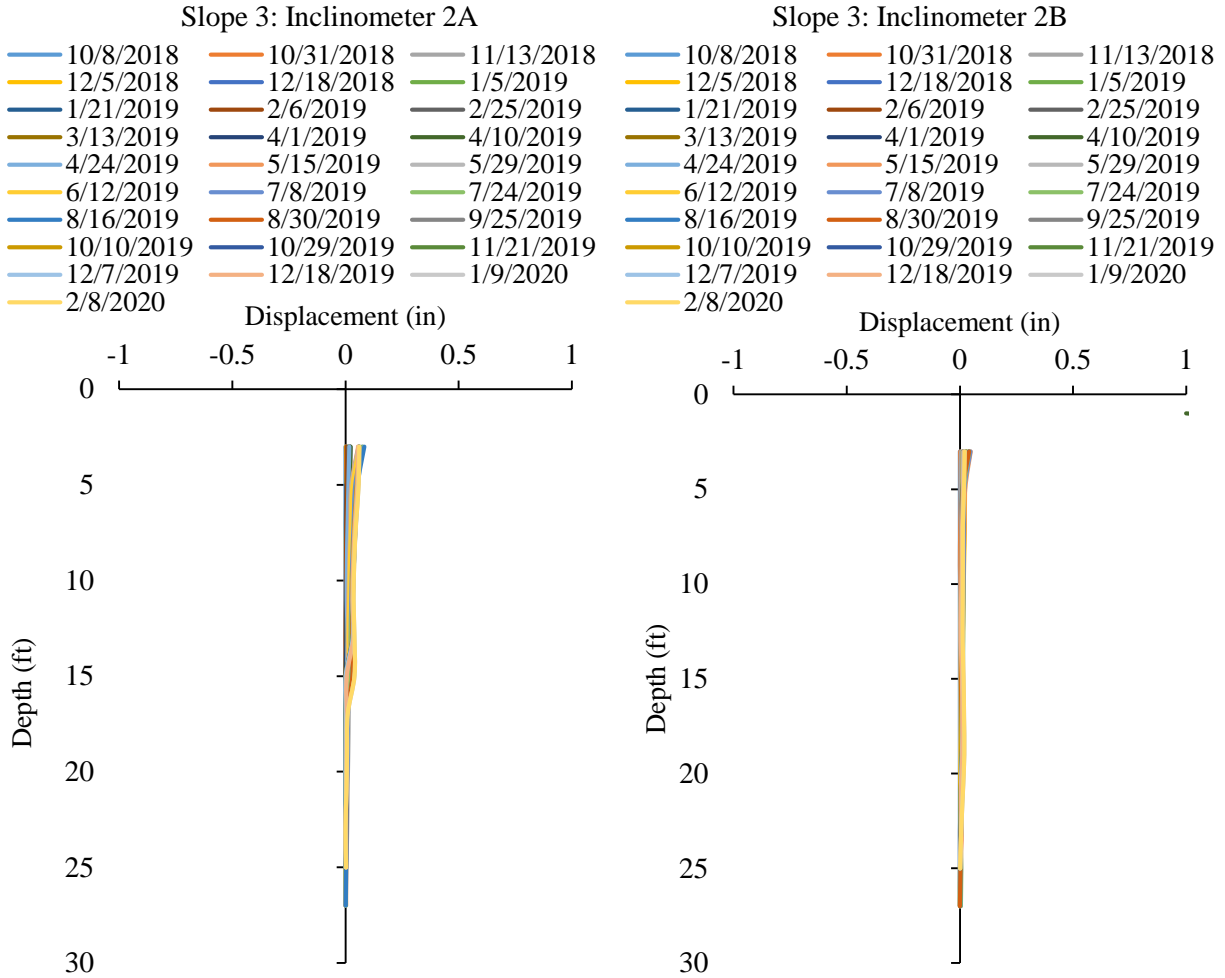 Slope 3: Inclinometer 2A
10/8/2018 10/31/2018 11/13/2018
12/5/2018 12/18/2018 1/5/2019
1/21/2019 2/6/2019 2/25/2019
3/13/2019 4/1/2019 4/10/2019
4/24/2019 5/15/2019 5/29/2019
6/12/2019 7/8/2019 7/24/2019
8/16/2019 8/30/2019 9/25/2019
10/10/2019 10/29/2019 11/21/2019
12/7/2019 12/18/2019 1/9/2020
2/8/2020
Displacement (in)
-1 -0.5 0 0.5 1
0
5
10
15
20
25
30
Depth (ft)
Slope 3: Inclinometer 2B
10/8/2018 10/31/2018 11/13/2018
12/5/2018 12/18/2018 1/5/2019
1/21/2019 2/6/2019 2/25/2019
3/13/2019 4/1/2019 4/10/2019
4/24/2019 5/15/2019 5/29/2019
6/12/2019 7/8/2019 7/24/2019
8/16/2019 8/30/2019 9/25/2019
10/10/2019 10/29/2019 11/21/2019
12/7/2019 12/18/2019 1/9/2020
2/8/2020
Displacement (in)
-1 -0.5 0 0.5 1
0
5
10
15
20
25
30
Depth (ft)